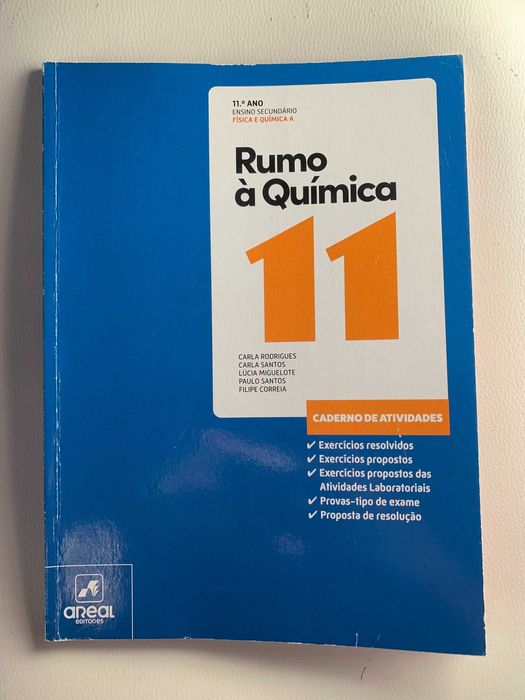 11.º ANO
ENSINO SECUNDÁRIO
FÍSICA E QUÍMICA A
Rumo
à Química
11
CARLA RODRIGUES
CARLA SANTOS
LÚCIA MIGUELOTE
PAULO SANTOS
FILIPE CORREIA
CADERNO DE ATIVIDADES
✓ Exercícios resolvidos
✓ Exercícios propostos
✓ Exercícios propostos das
Atividades Laboratoriais
✓ Provas-tipo de exame
✓ Proposta de resolução
areal
EDITORES